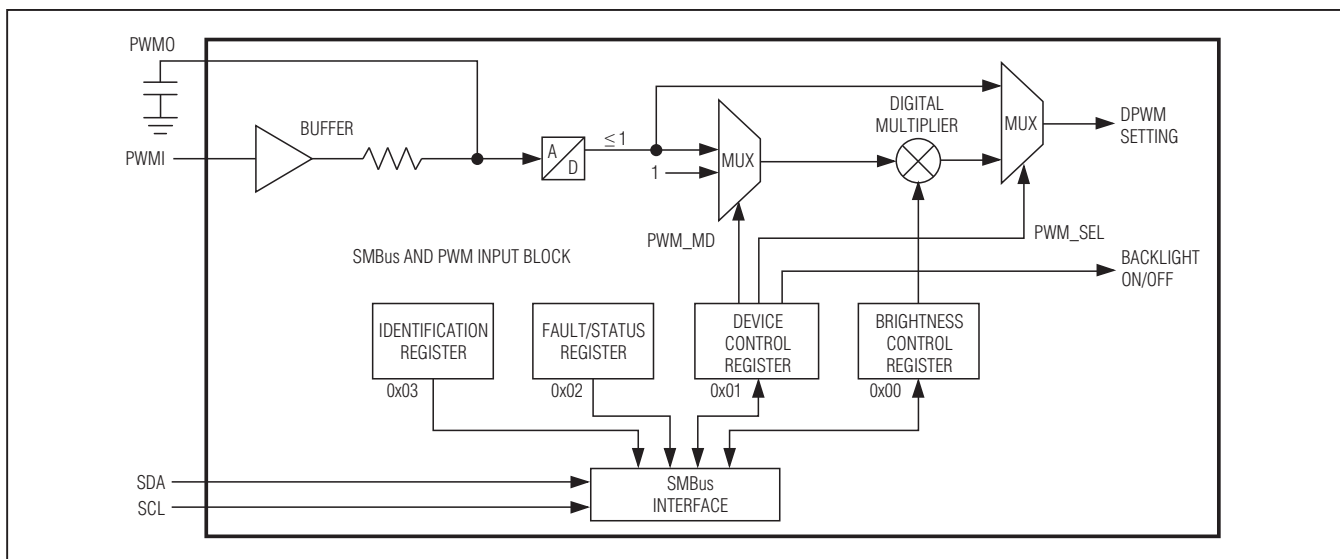 PWMO
BUFFER
PWMI
A
D
≤ 1
1
MUX
DIGITAL
MULTIPLIER
MUX
DPWM
SETTING
PWM_MD
PWM_SEL
SMBus AND PWM INPUT BLOCK
BACKLIGHT
ON/OFF
IDENTIFICATION
REGISTER
0x03
FAULT/STATUS
REGISTER
0x02
DEVICE
CONTROL
REGISTER
0x01
BRIGHTNESS
CONTROL
REGISTER
0x00
SDA
SCL
SMBus
INTERFACE